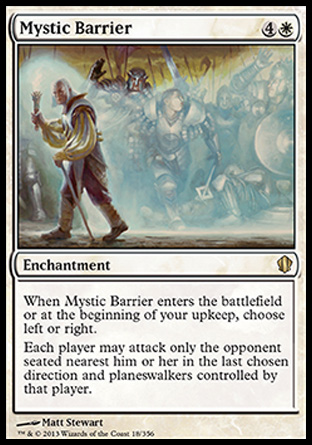 Mystic Barrier 4
Enchantment
When Mystic Barrier enters the battlefield
or at the beginning of your upkeep, choose
left or right.
Each player may attack only the opponent
seated nearest him or her in the last chosen
direction and planeswalkers controlled by
that player.
Matt Stewart
™ & © 2013 Wizards of the Coast 18/356